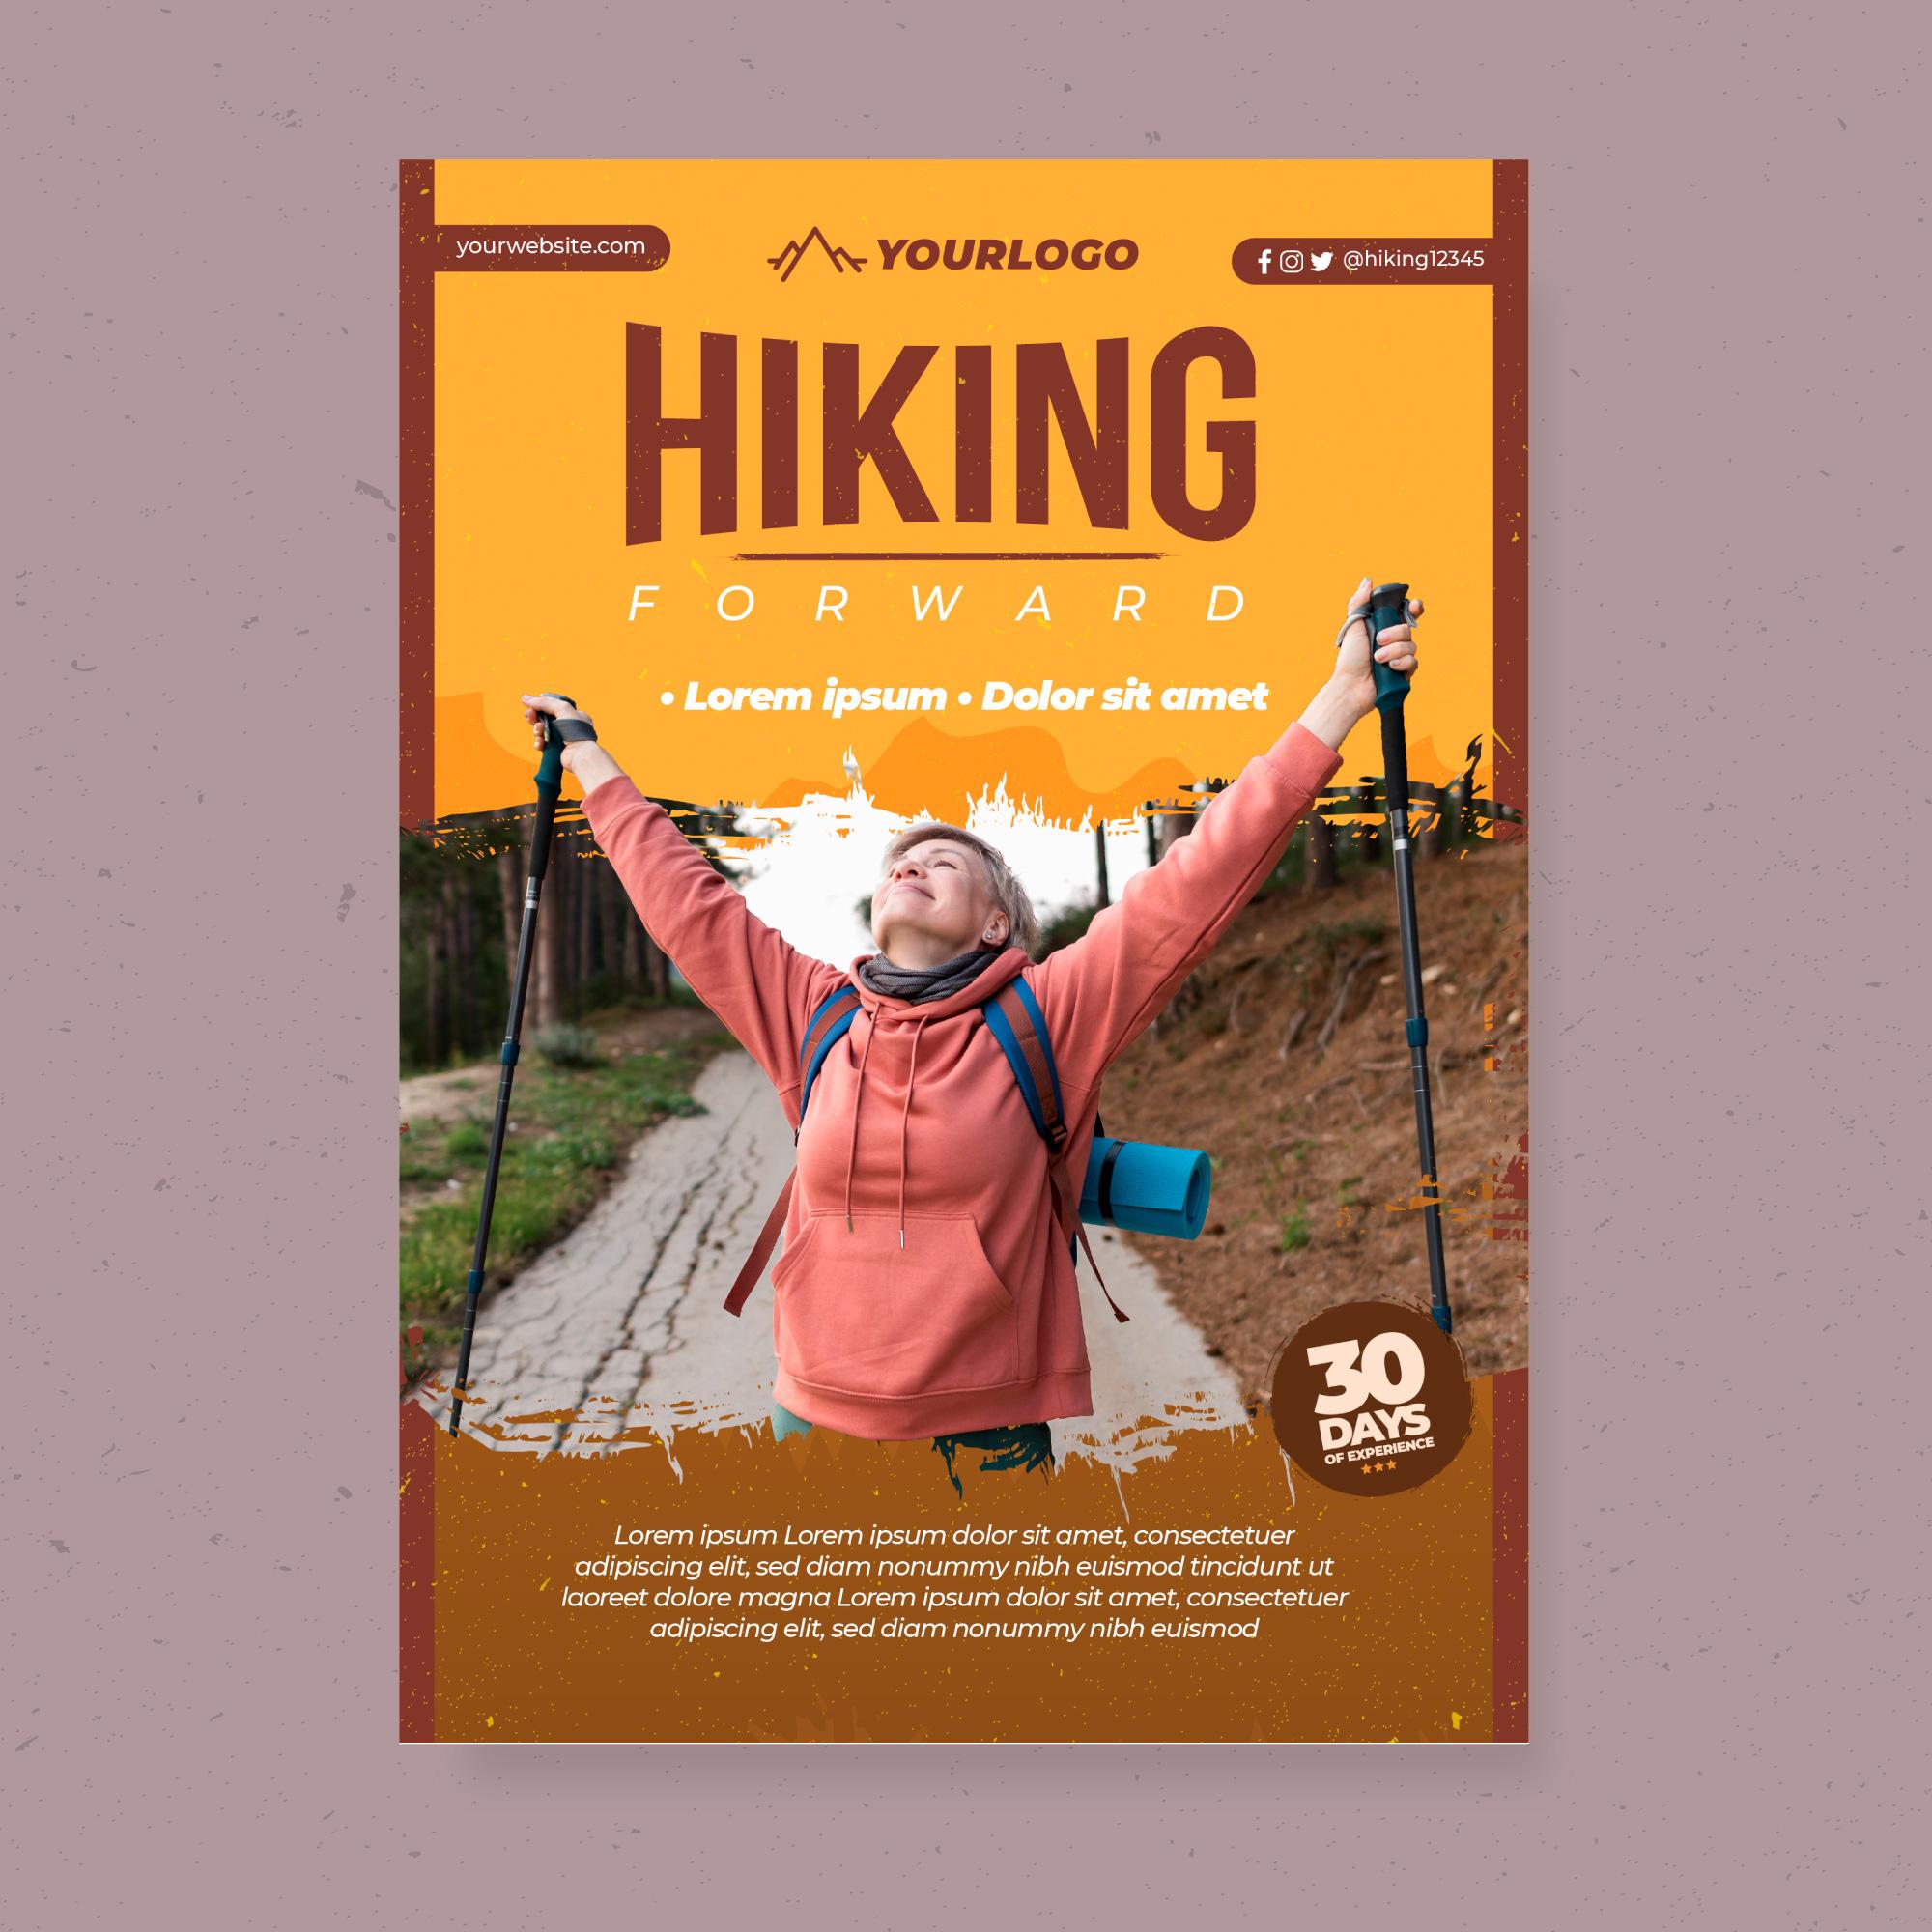 yourwebsite.com
YOURLOGO
@hiking12345
HIKING
FORWARD
• Lorem ipsum • Dolor sit amet
30
DAYS
OF EXPERIENCE
Lorem ipsum Lorem ipsum dolor sit amet, consectetuer
adipiscing elit, sed diam nonummy nibh euismod tincidunt ut
laoreet dolore magna Lorem ipsum dolor sit amet, consectetuer
adipiscing elit, sed diam nonummy nibh euismod